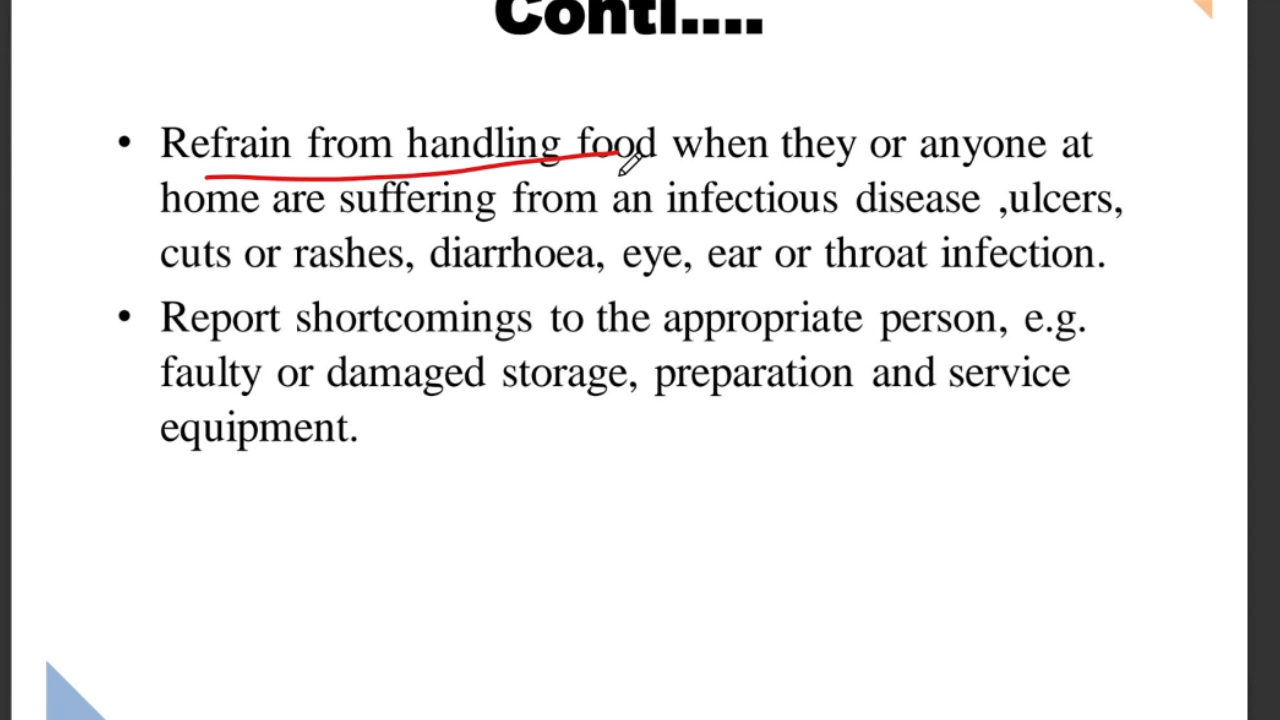 Conti....
• Refrain from handling food when they or anyone at
home are suffering from an infectious disease ,ulcers,
cuts or rashes, diarrhoea, eye, ear or throat infection.
• Report shortcomings to the appropriate person, e.g.
faulty or damaged storage, preparation and service
equipment.